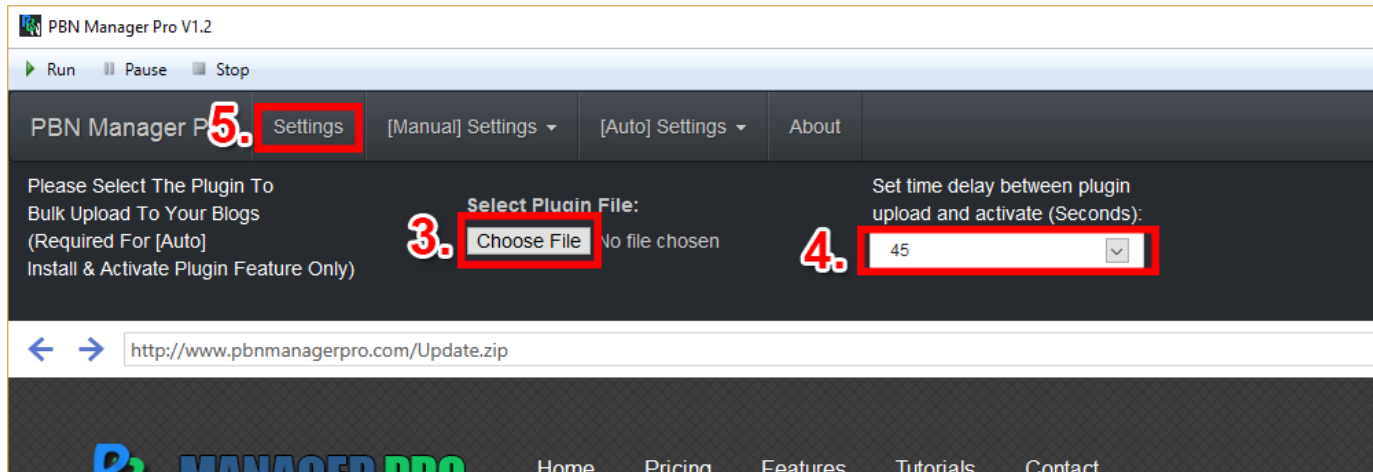 PBN Manager Pro V1.2
Run Pause Stop
PBN Manager P 5. Settings [Manual] Settings [Auto] Settings About
Please Select The Plugin To
Bulk Upload To Your Blogs
(Required For [Auto]
Install & Activate Plugin Feature Only)
Select Plugin File:
3. Choose File No file chosen
Set time delay between plugin
upload and activate (Seconds):
4. 45
http://www.pbnmanagerpro.com/Update.zip
MANAGER PRO Home Pricing Features Tutorials Contact